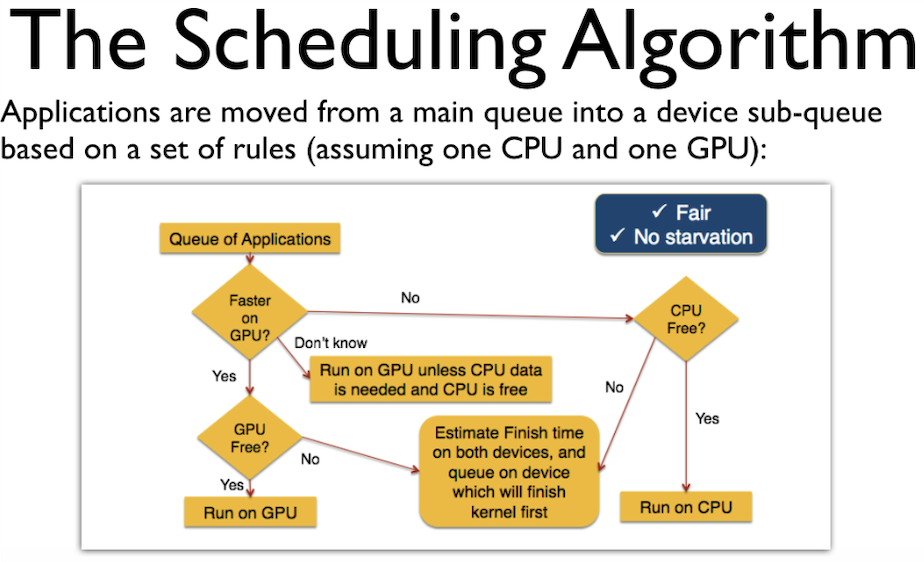 The Scheduling Algorithm
Applications are moved from a main queue into a device sub-queue
based on a set of rules (assuming one CPU and one GPU):
✓ Fair
✓ No starvation
Queue of Applications
Faster
on
GPU?
No
CPU
Free?
Don't know
Run on GPU unless CPU data
is needed and CPU is free
Yes
No
GPU
Free?
No
Estimate Finish time
on both devices, and
queue on device
which will finish
kernel first
Yes
Yes
Run on GPU
Run on CPU